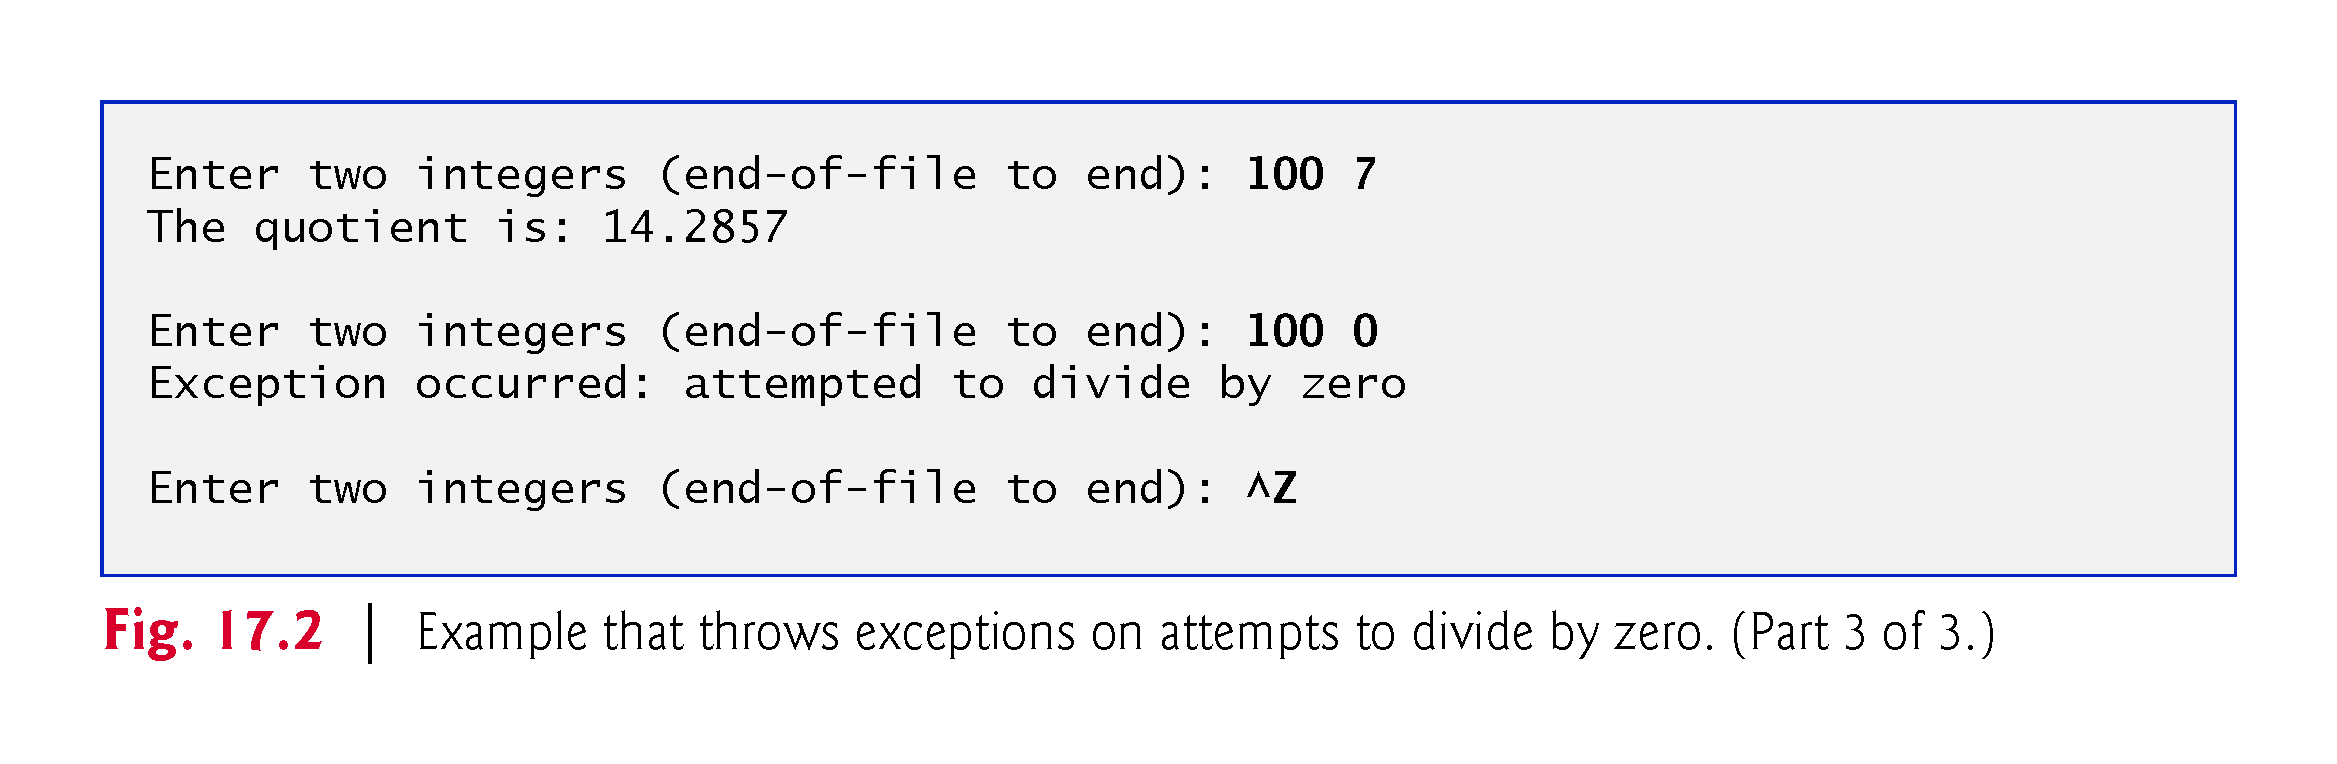 Enter two integers (end-of-file to end): 100 7
The quotient is: 14.2857
Enter two integers (end-of-file to end): 100 0
Exception occurred: attempted to divide by zero
Enter two integers (end-of-file to end): ^Z
Fig. 17.2 | Example that throws exceptions on attempts to divide by zero. (Part 3 of 3.)